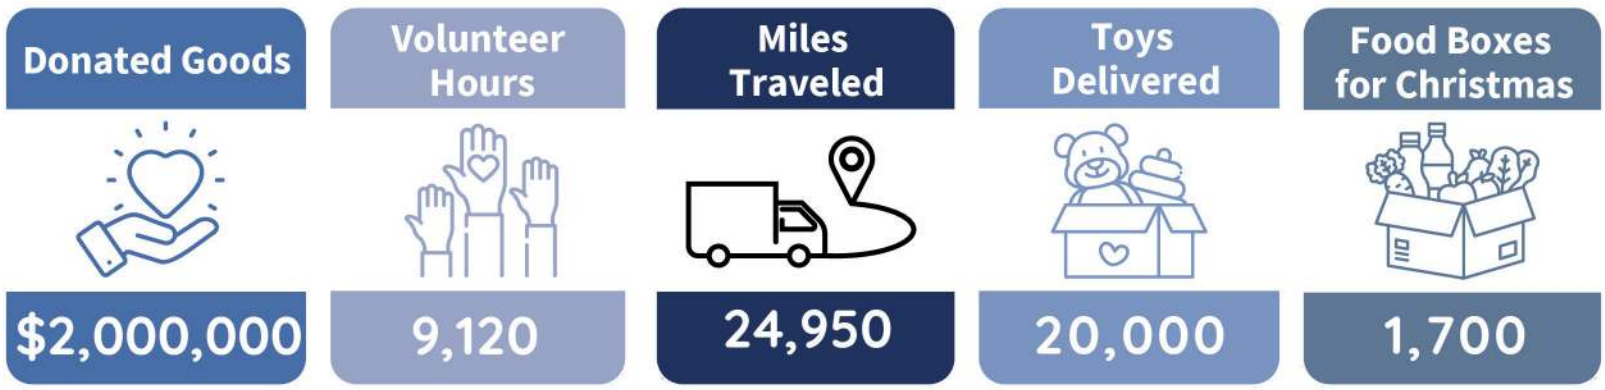 Donated Goods
$2,000,000
Volunteer
Hours
9,120
Miles
Traveled
24,950
Toys
Delivered
20,000
Food Boxes
for Christmas
1,700